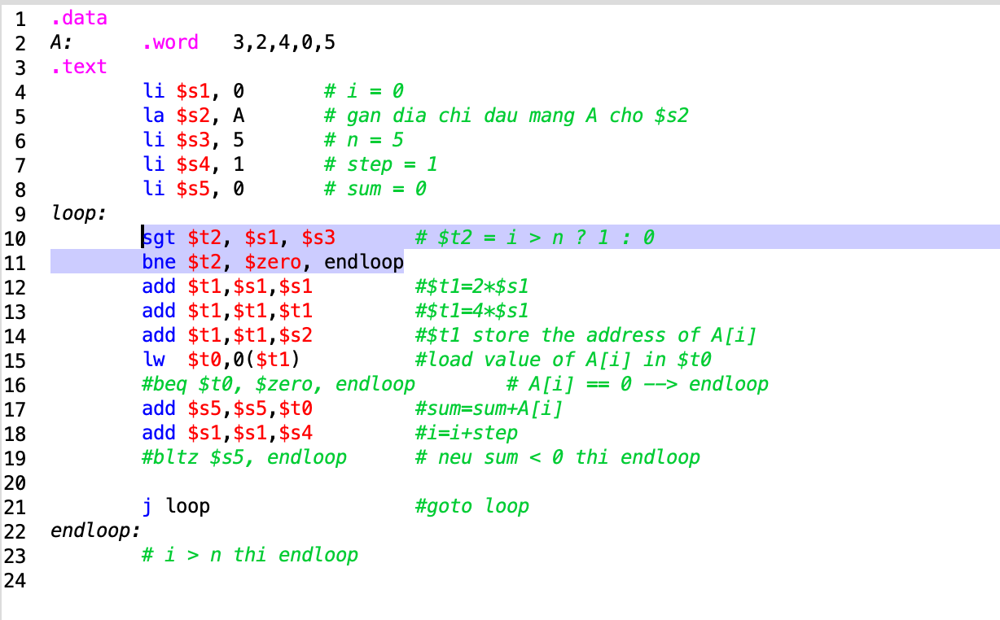 1 .data
2 A: .word 3,2,4,0,5
3 .text
4 li $s1, 0 # i = 0
5 la $s2, A # gan dia chi dau mang A cho $s2
6 li $s3, 5 # n = 5
7 li $s4, 1 # step = 1
8 li $s5, 0 # sum = 0
9 loop:
10 sgt $t2, $s1, $s3 # $t2 = i > n ? 1 : 0
11 bne $t2, $zero, endloop
12 add $t1,$s1,$s1 #$t1=2*$s1
13 add $t1,$t1,$t1 #$t1=4*$s1
14 add $t1,$t1,$s2 #$t1 store the address of A[i]
15 lw $t0,0($t1) #load value of A[i] in $t0
16 #beq $t0, $zero, endloop # A[i] == 0 --> endloop
17 add $s5,$s5,$t0 #sum=sum+A[i]
18 add $s1,$s1,$s4 #i=i+step
19 #bltz $s5, endloop # neu sum < 0 thi endloop
20
21 j loop #goto loop
22 endloop:
23 # i > n thi endloop
24